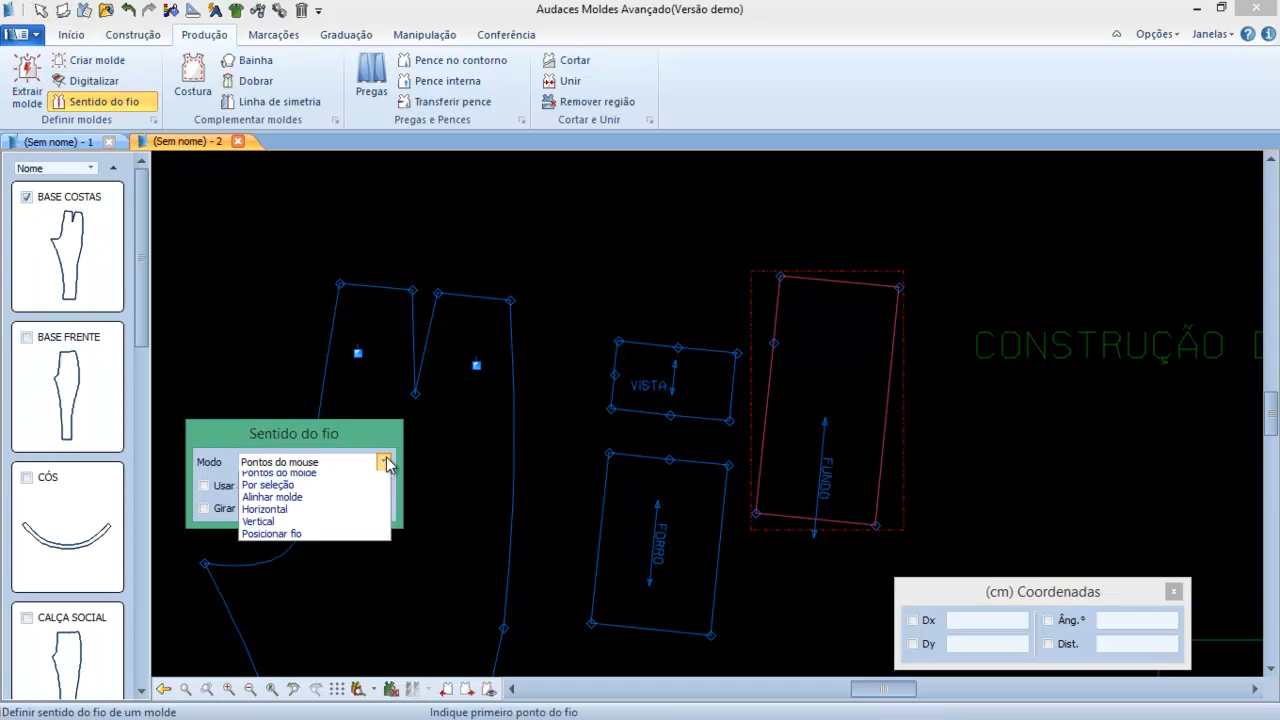 Audaces Moldes Avançado(Versão demo)
Início Construção Produção Marcações Graduação Manipulação Conferência Opções Janelas
Extrair molde
Criar molde
Digitalizar
Sentido do fio
Definir moldes
Costura
Bainha
Dobrar
Linha de simetria
Complementar moldes
Pregas
Pence no contorno
Pence interna
Transferir pence
Pregas e Pences
Cortar
Unir
Remover região
Cortar e Unir
(Sem nome) - 1
(Sem nome) - 2
Nome
BASE COSTAS
BASE FRENTE
CÓS
CALÇA SOCIAL
VISTA
FORRO
FUNDO
CONSTRUÇÃO D
Sentido do fio
Modo Pontos do mouse
Pontos do molde
Usar
Por seleção
Alinhar molde
Girar
Horizontal
Vertical
Posicionar fio
(cm) Coordenadas
Dx Âng.º
Dy Dist.
Definir sentido do fio de um molde Indique primeiro ponto do fio